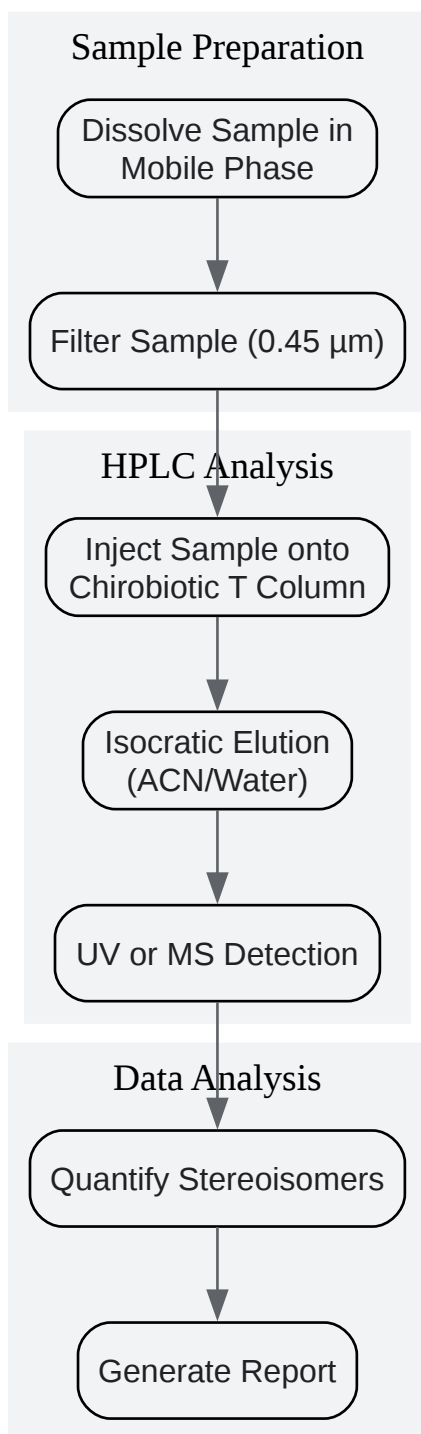 Sample Preparation
Dissolve Sample in
Mobile Phase
Filter Sample (0.45 µm)
HPLC Analysis
Inject Sample onto
Chirobiotic T Column
Isocratic Elution
(ACN/Water)
UV or MS Detection
Data Analysis
Quantify Stereoisomers
Generate Report